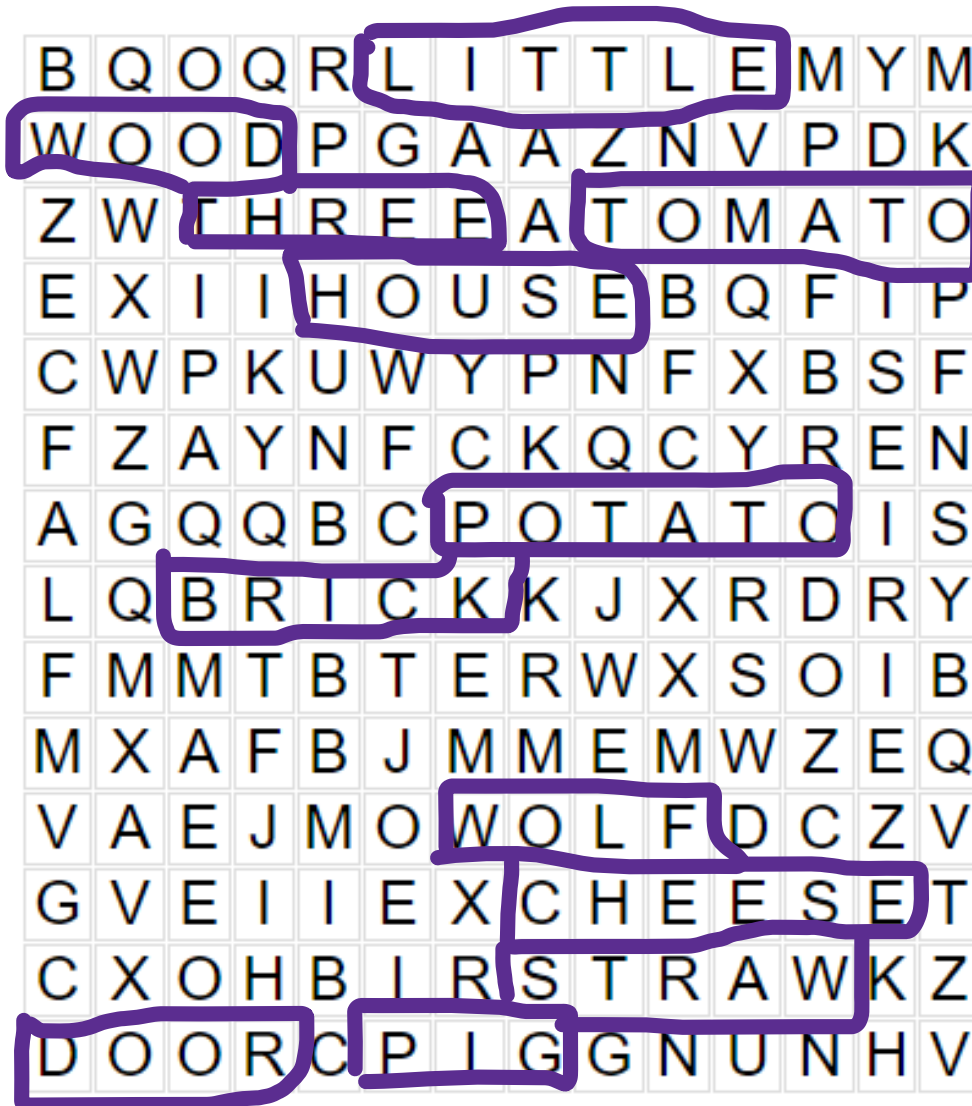 B Q O Q R L I T T L E M Y M
W O O D P G A A Z N V P D K
Z W T H R E E A T O M A T O
E X I I H O U S E B Q F I P
C W P K U W Y P N F X B S F
F Z A Y N F C K Q C Y R E N
A G Q Q B C P O T A T O I S
L Q B R I C K K J X R D R Y
F M M T B T E R W X S O I B
M X A F B J M M E M W Z E Q
V A E J M O W O L F D C Z V
G V E I I E X C H E E S E T
C X O H B I R S T R A W K Z
D O O R C P I G G N U N H V